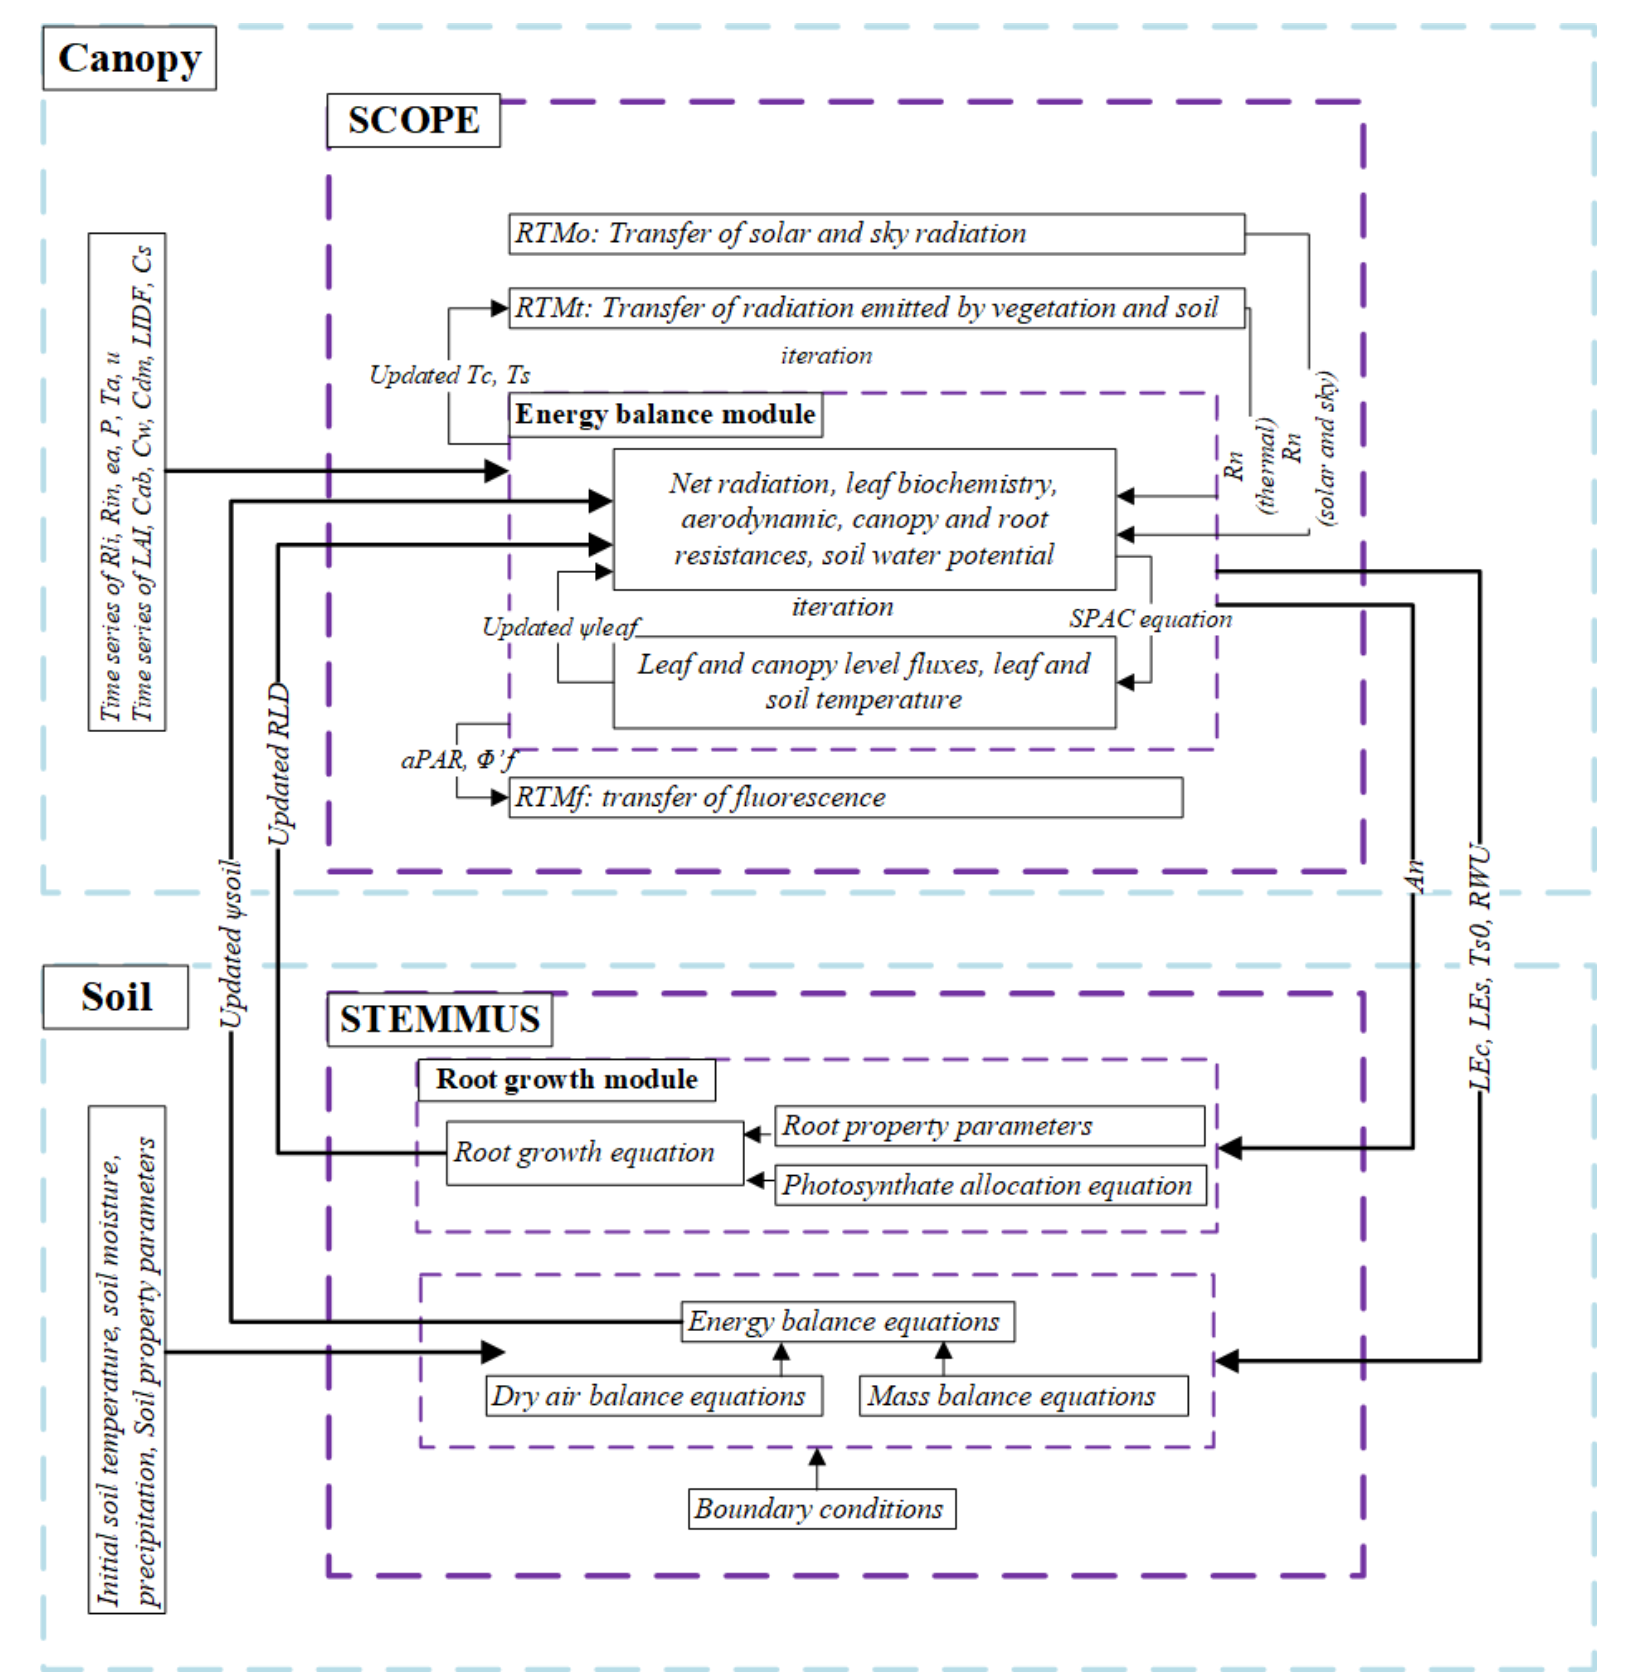 Canopy
SCOPE
Time series of Rli, Rin, ea, P, Ta, u
Time series of LAI, Cab, Cw, Cdm, LIDF, Cs
RTMo: Transfer of solar and sky radiation
RTMt: Transfer of radiation emitted by vegetation and soil
iteration
Updated Tc, Ts
Energy balance module
Net radiation, leaf biochemistry,
aerodynamic, canopy and root
resistances, soil water potential
Rn
(thermal)
Rn
(solar and sky)
iteration
Updated ψleaf
SPAC equation
Leaf and canopy level fluxes, leaf and
soil temperature
aPAR, Φ’f
RTMf: transfer of fluorescence
Updated RLD
Updated ψsoil
An
LEc, LEs, Ts0, RWU
Soil
STEMMUS
Root growth module
Root growth equation
Root property parameters
Photosynthate allocation equation
Initial soil temperature, soil moisture,
precipitation, Soil property parameters
Energy balance equations
Dry air balance equations
Mass balance equations
Boundary conditions